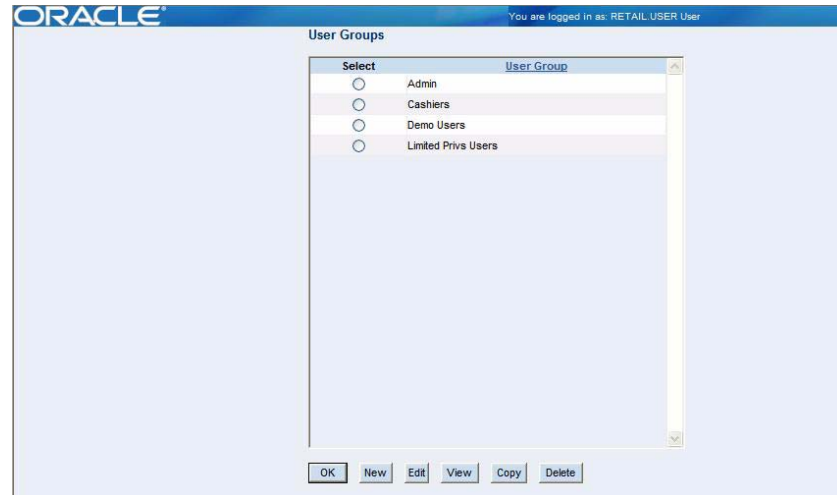 ORACLE®
You are logged in as: RETAIL.USER User
User Groups
Select User Group
Admin
Cashiers
Demo Users
Limited Privs Users
OK New Edit View Copy Delete